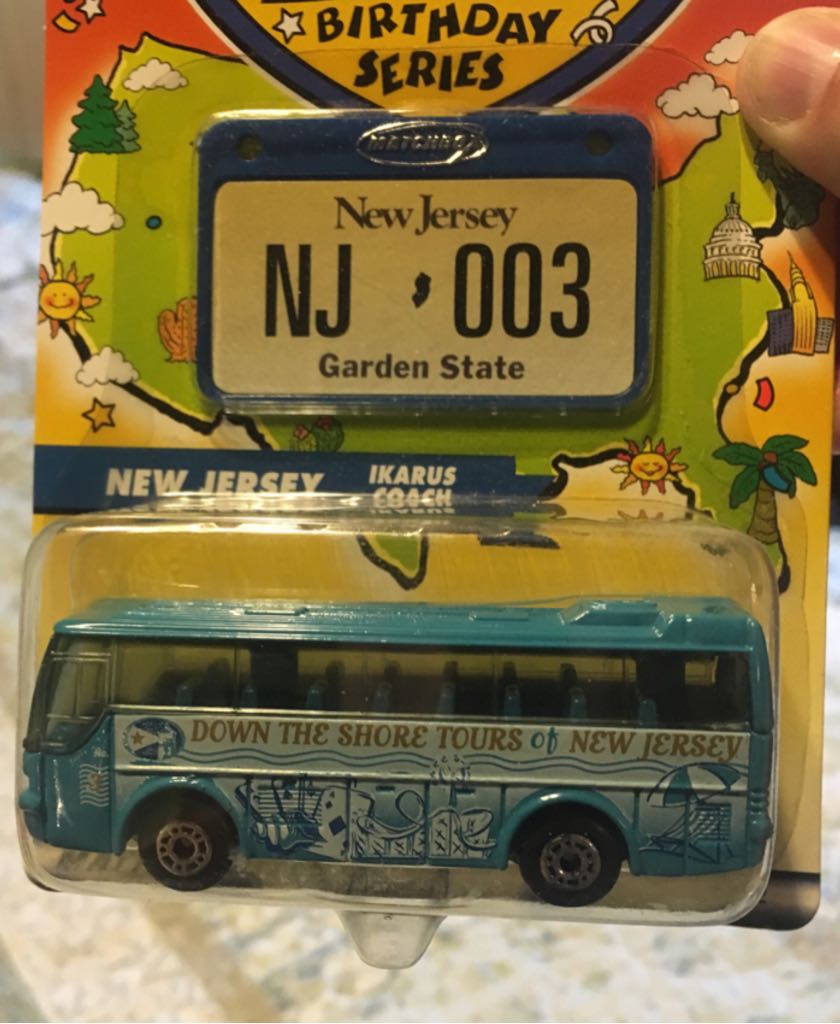 BIRTHDAY
SERIES
MATCHBOX
New Jersey
NJ 003
Garden State
NEW JERSEY
IKARUS
COACH
DOWN THE SHORE TOURS of NEW JERSEY